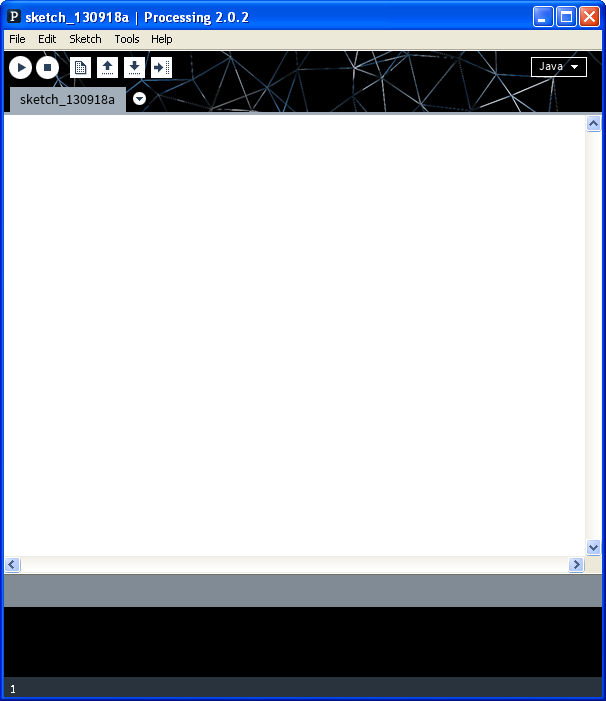 P sketch_130918a | Processing 2.0.2
File Edit Sketch Tools Help
Java
sketch_130918a
1